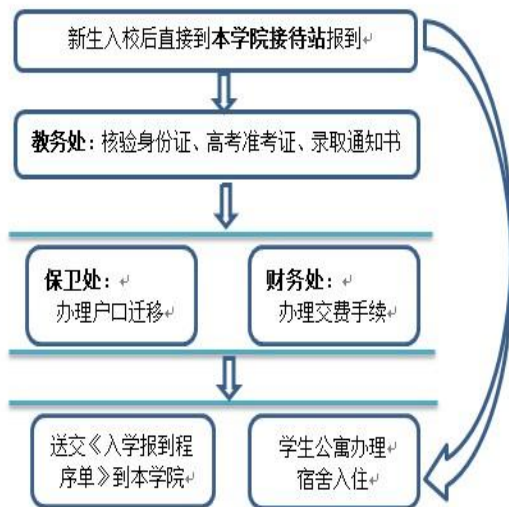 新生入校后直接到本学院接待站报到
教务处：核验身份证、高考准考证、录取通知书
保卫处：
办理户口迁移
财务处：
办理交费手续
送交《入学报到程
序单》到本学院
学生公寓办理
宿舍入住